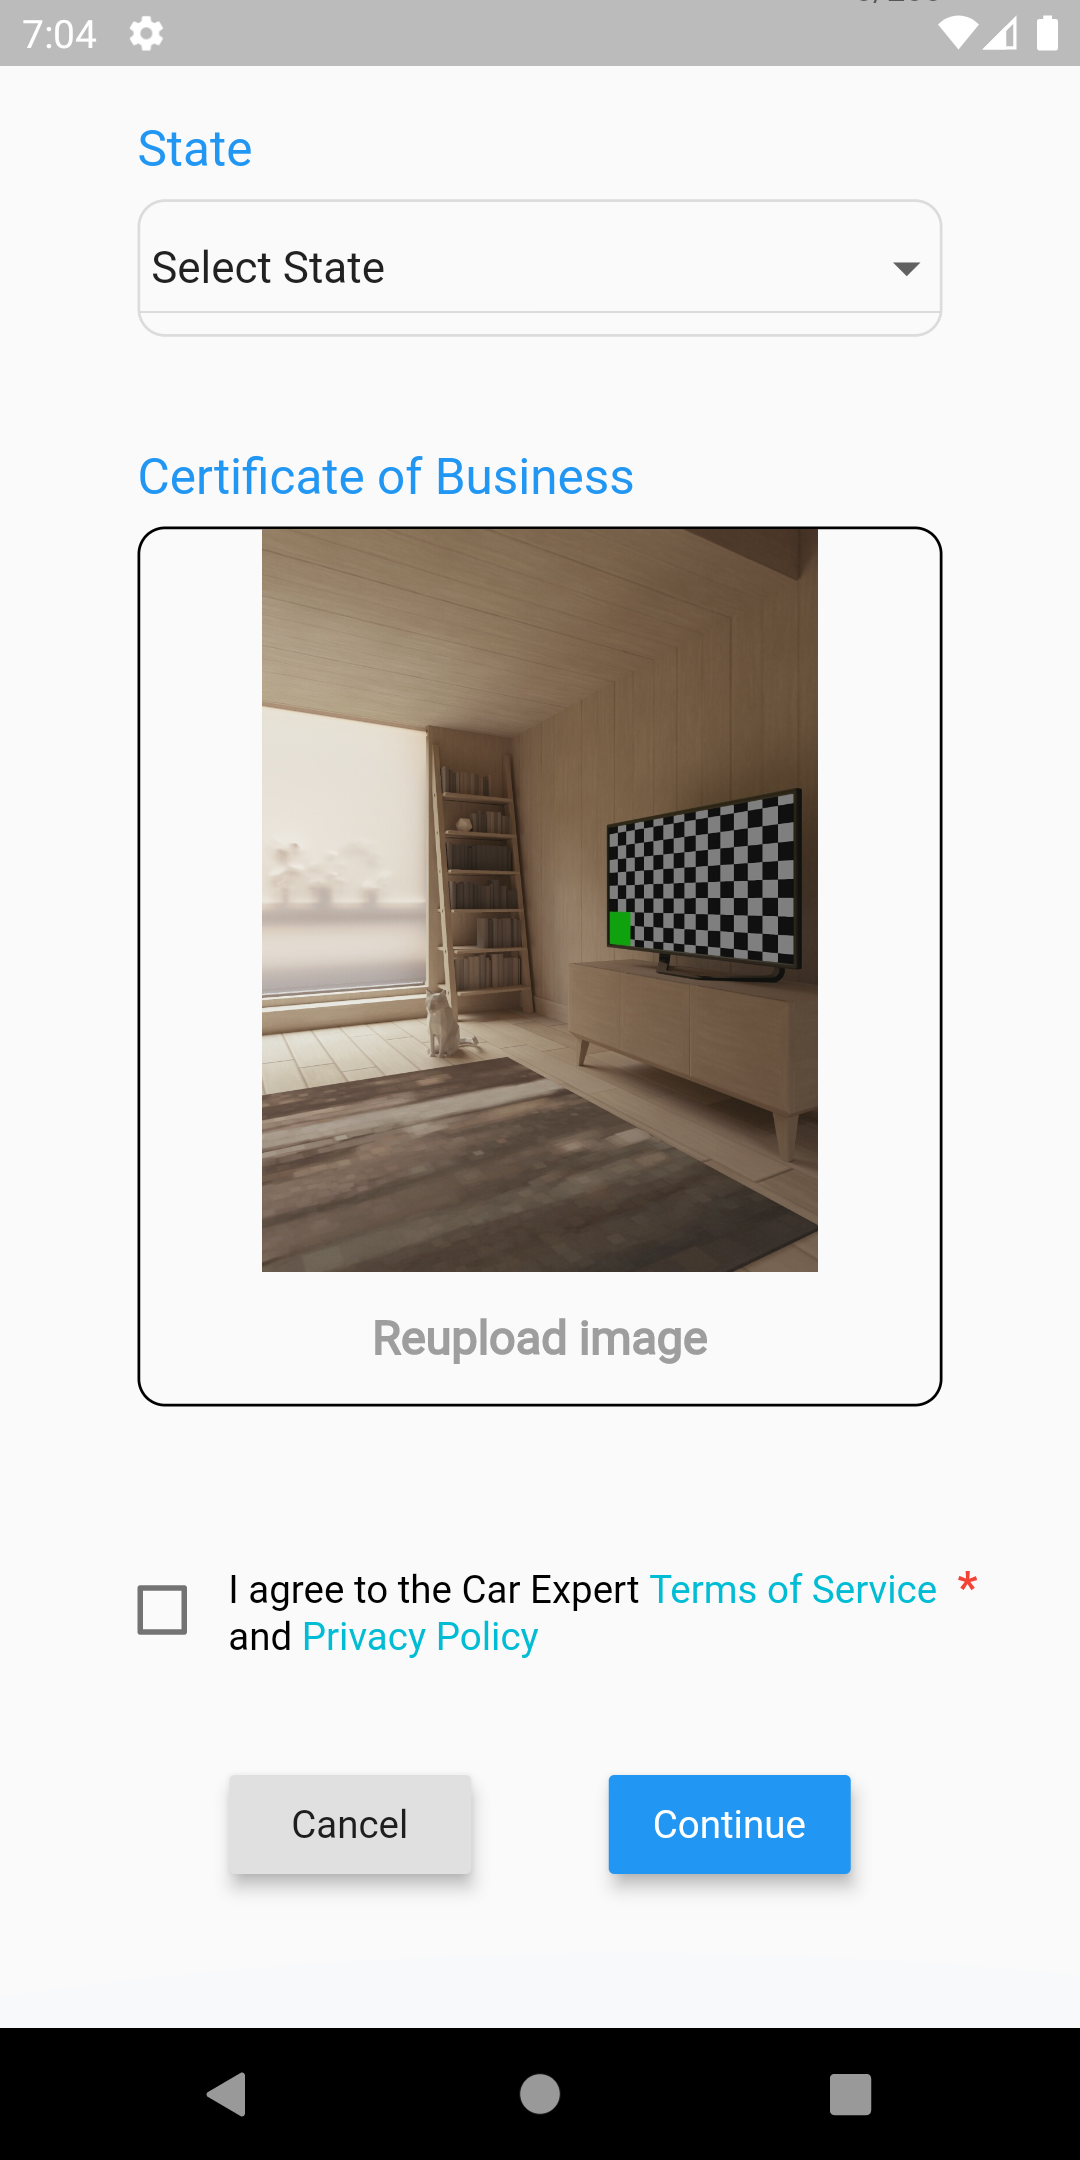 7:04
State
Select State
Certificate of Business
Reupload image
I agree to the Car Expert Terms of Service *
and Privacy Policy
Cancel
Continue